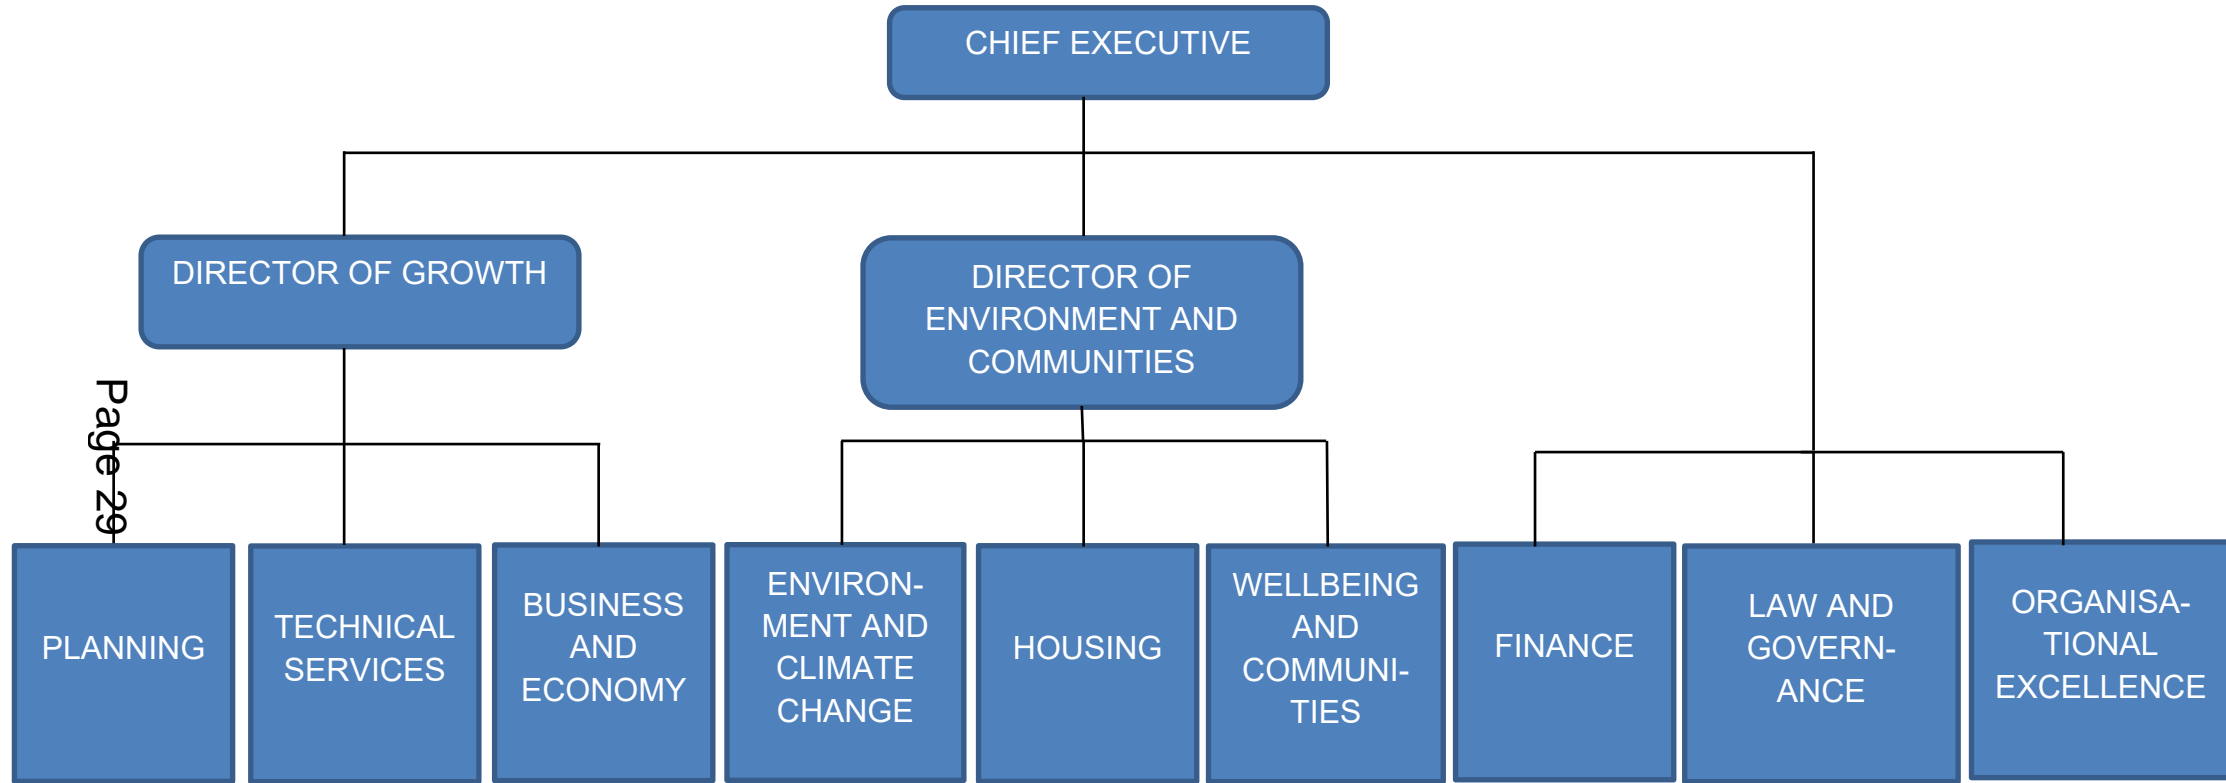 CHIEF EXECUTIVE
DIRECTOR OF GROWTH
DIRECTOR OF
ENVIRONMENT AND
COMMUNITIES
Page 29
PLANNING
TECHNICAL
SERVICES
BUSINESS
AND
ECONOMY
ENVIRON-
MENT AND
CLIMATE
CHANGE
HOUSING
WELLBEING
AND
COMMUNI-
TIES
FINANCE
LAW AND
GOVERN-
ANCE
ORGANISA-
TIONAL
EXCELLENCE